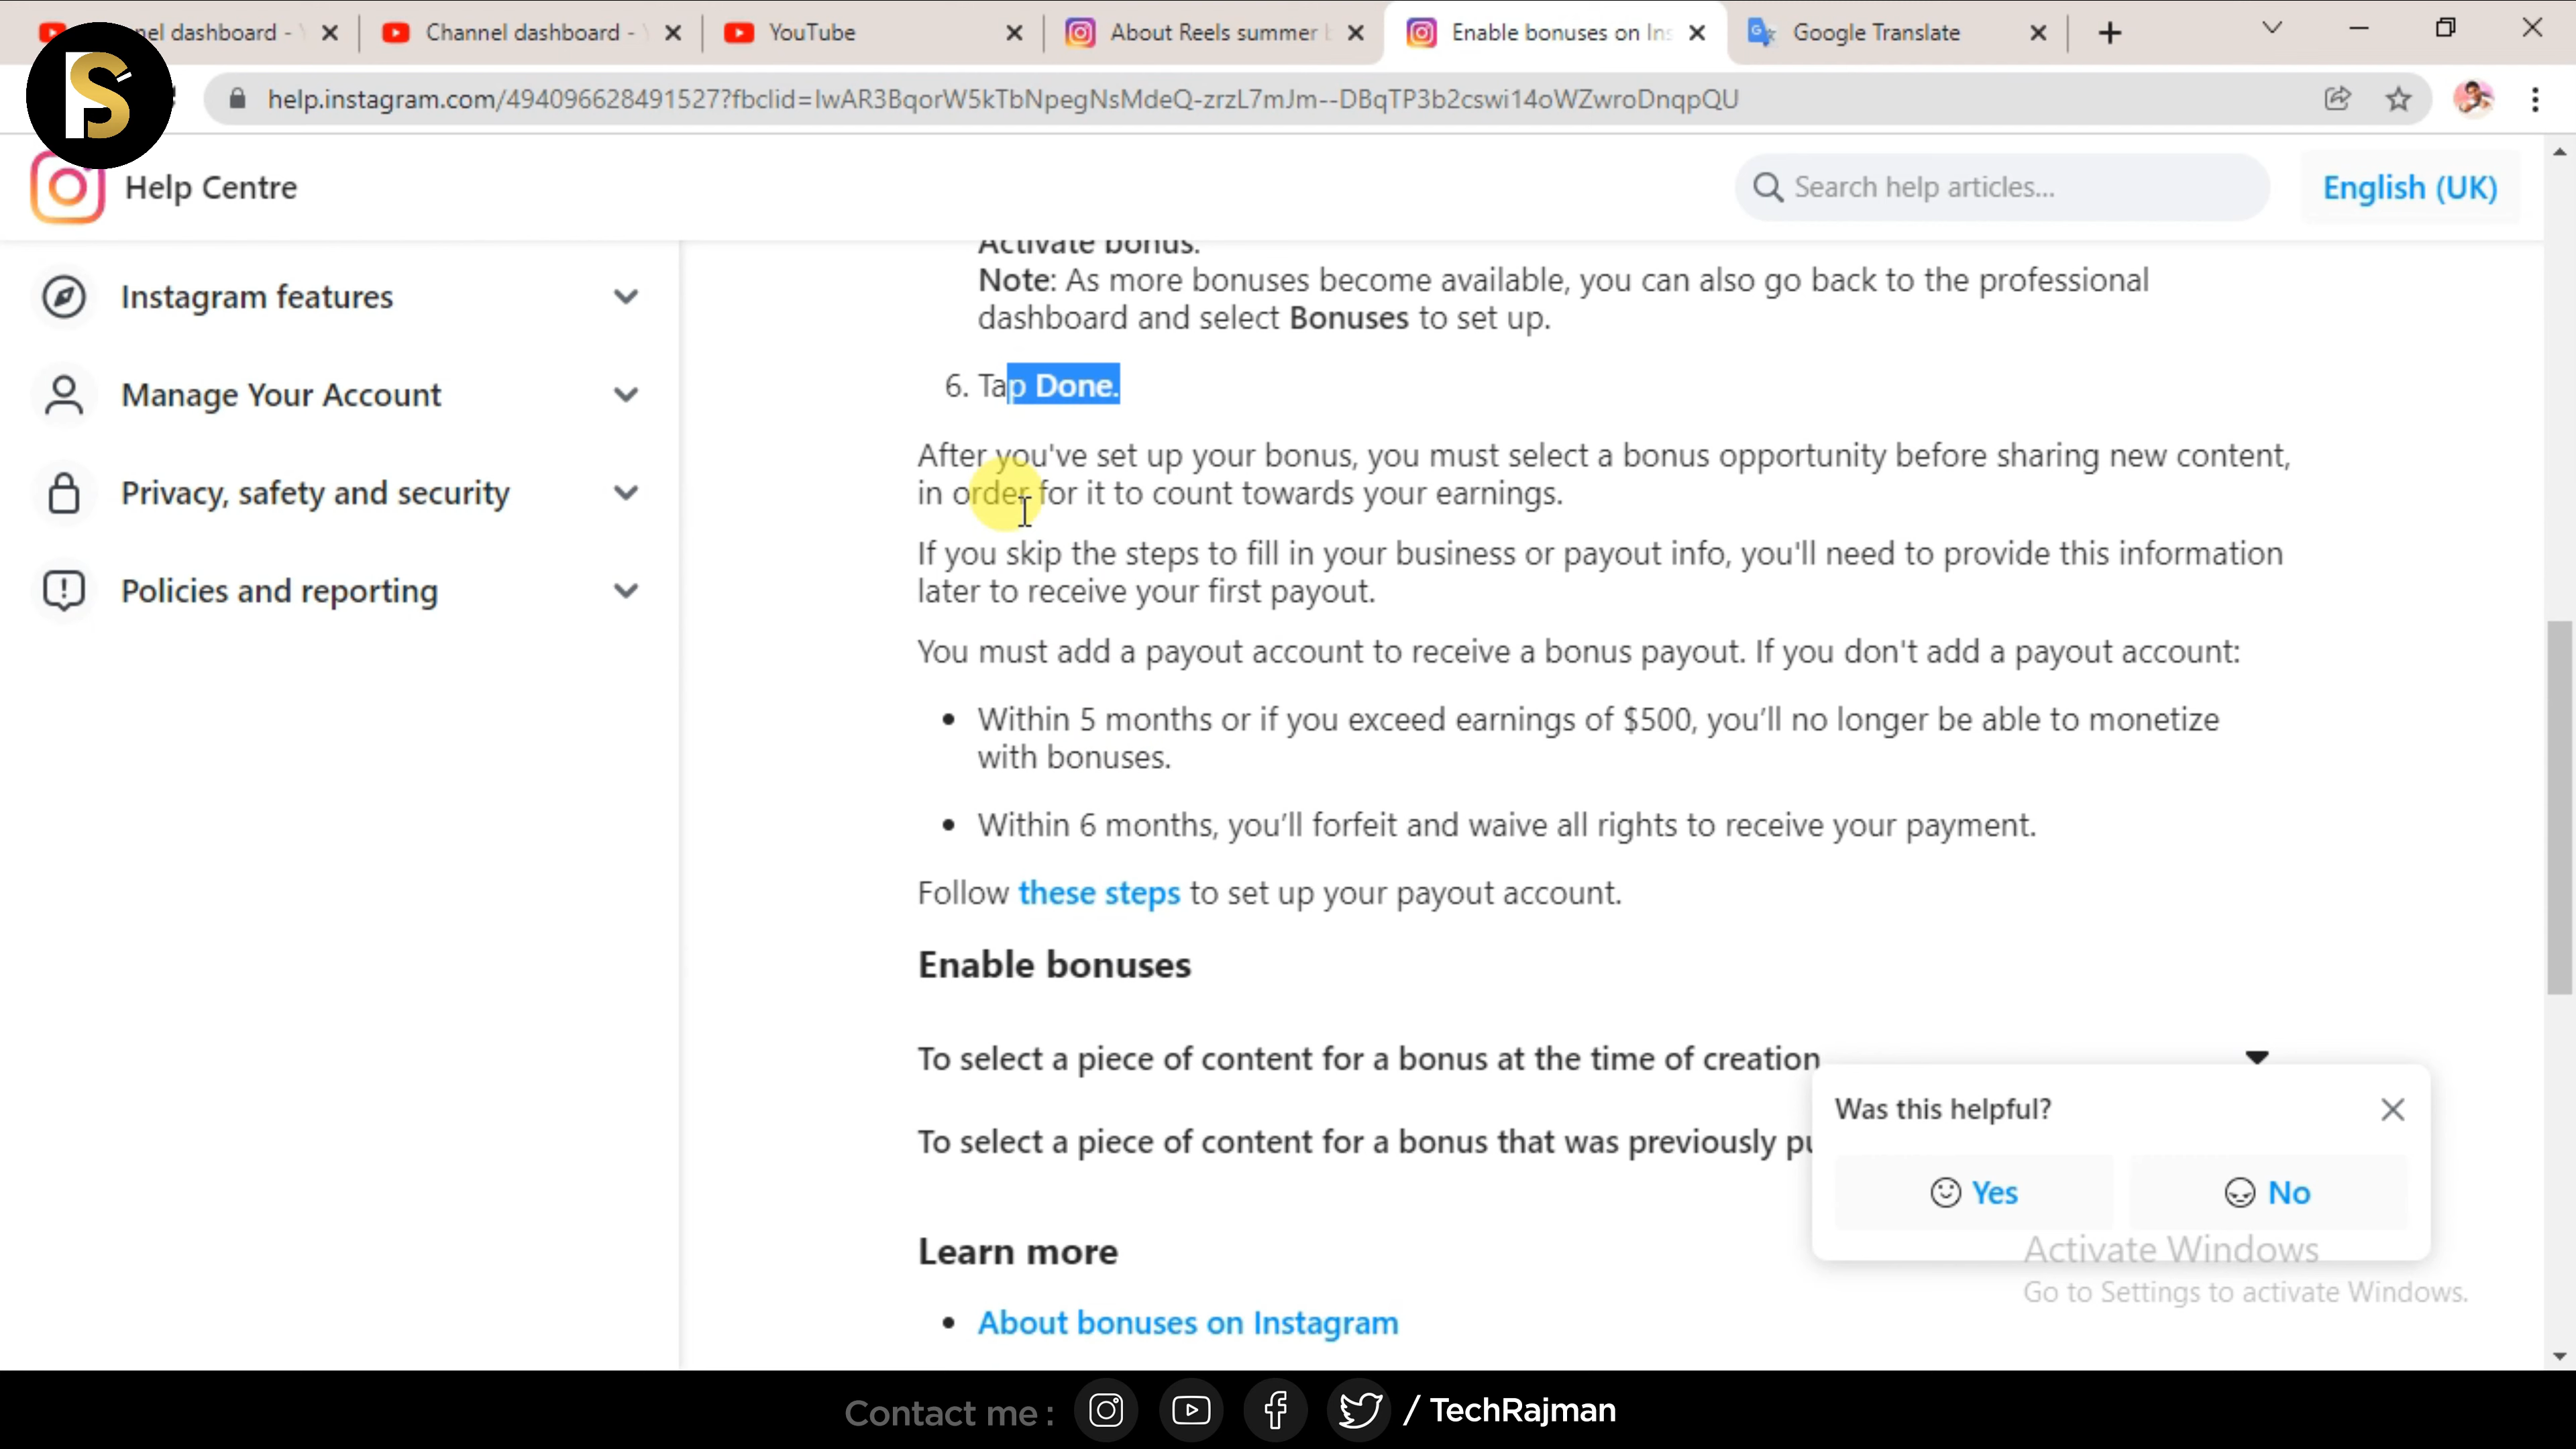 nel dashboard -
Channel dashboard -
YouTube
About Reels summer
Enable bonuses on Ins
Google Translate
PS
help.instagram.com/494096628491527?fbclid=IwAR3BqorW5kTbNpegNsMdeQ-zrzL7mJm--DBqTP3b2cswi14oWZwroDnqpQU
Help Centre
Search help articles...
English (UK)
Instagram features
Manage Your Account
Privacy, safety and security
Policies and reporting
Activate bonus.
Note: As more bonuses become available, you can also go back to the professional
dashboard and select Bonuses to set up.
6. Tap Done.
After you've set up your bonus, you must select a bonus opportunity before sharing new content,
in order for it to count towards your earnings.
If you skip the steps to fill in your business or payout info, you'll need to provide this information
later to receive your first payout.
You must add a payout account to receive a bonus payout. If you don't add a payout account:
• Within 5 months or if you exceed earnings of $500, you’ll no longer be able to monetize
with bonuses.
• Within 6 months, you’ll forfeit and waive all rights to receive your payment.
Follow these steps to set up your payout account.
Enable bonuses
To select a piece of content for a bonus at the time of creation
To select a piece of content for a bonus that was previously pu
Was this helpful?
Yes
No
Activate Windows
Go to Settings to activate Windows.
Learn more
• About bonuses on Instagram
Contact me :
/ TechRajman